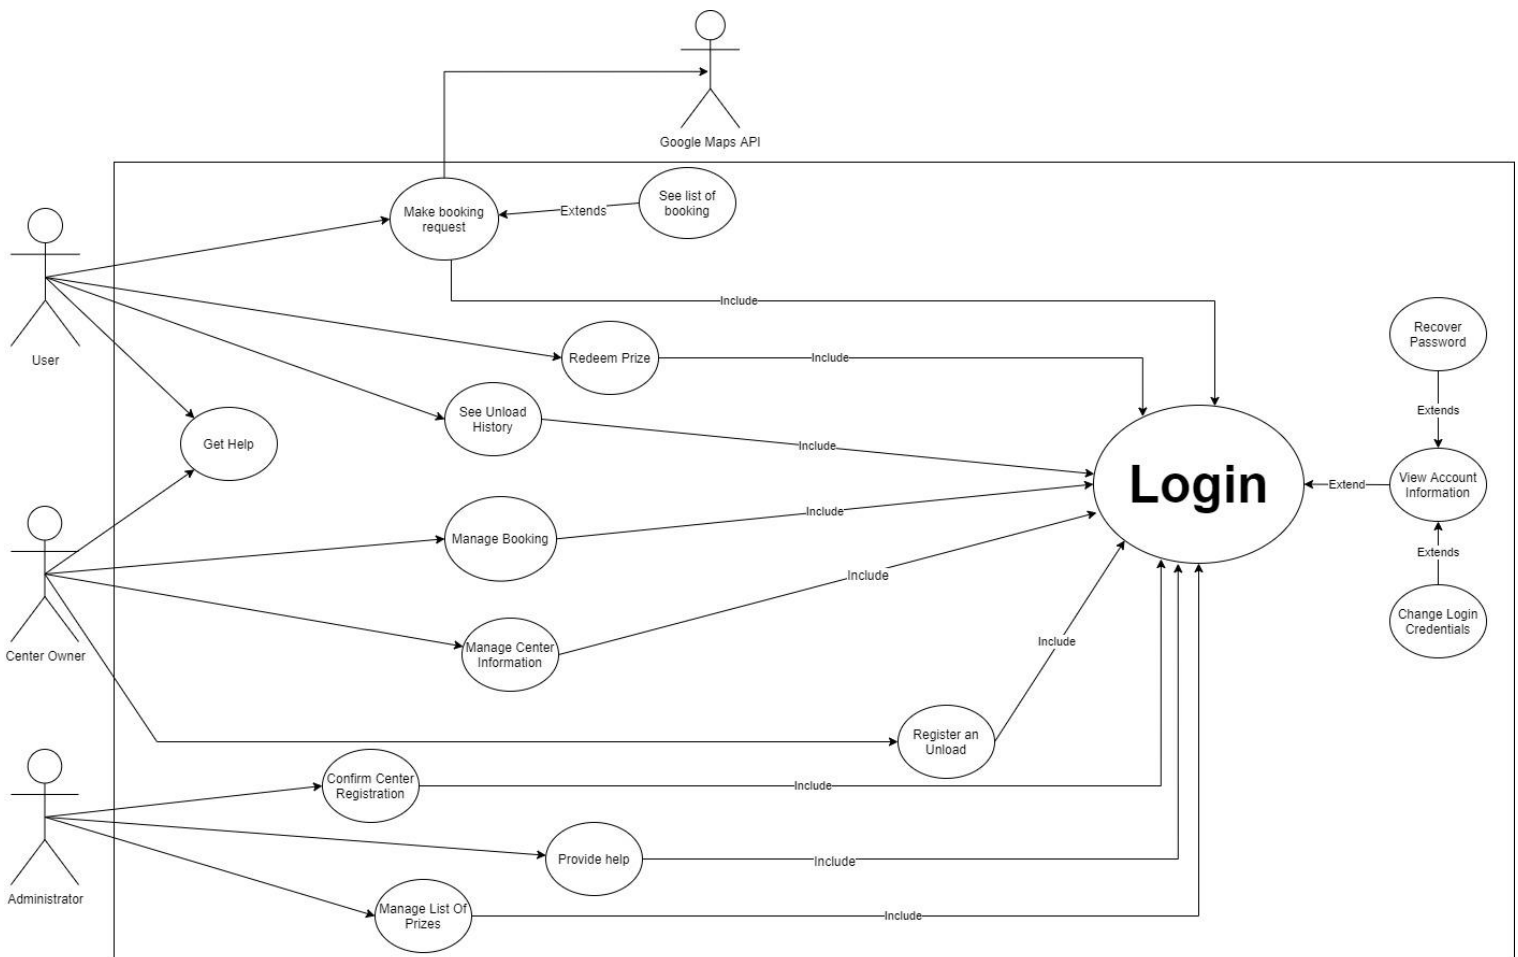 Google Maps API
Make booking
request
Extends
See list of
booking
User
Include
Redeem Prize
Include
Recover
Password
Extends
See Unload
History
Include
Get Help
Login
Extend
View Account
Information
Extends
Change Login
Credentials
Center Owner
Manage Booking
Include
Manage Center
Information
Include
Register an
Unload
Include
Administrator
Confirm Center
Registration
Include
Provide help
Include
Manage List Of
Prizes
Include